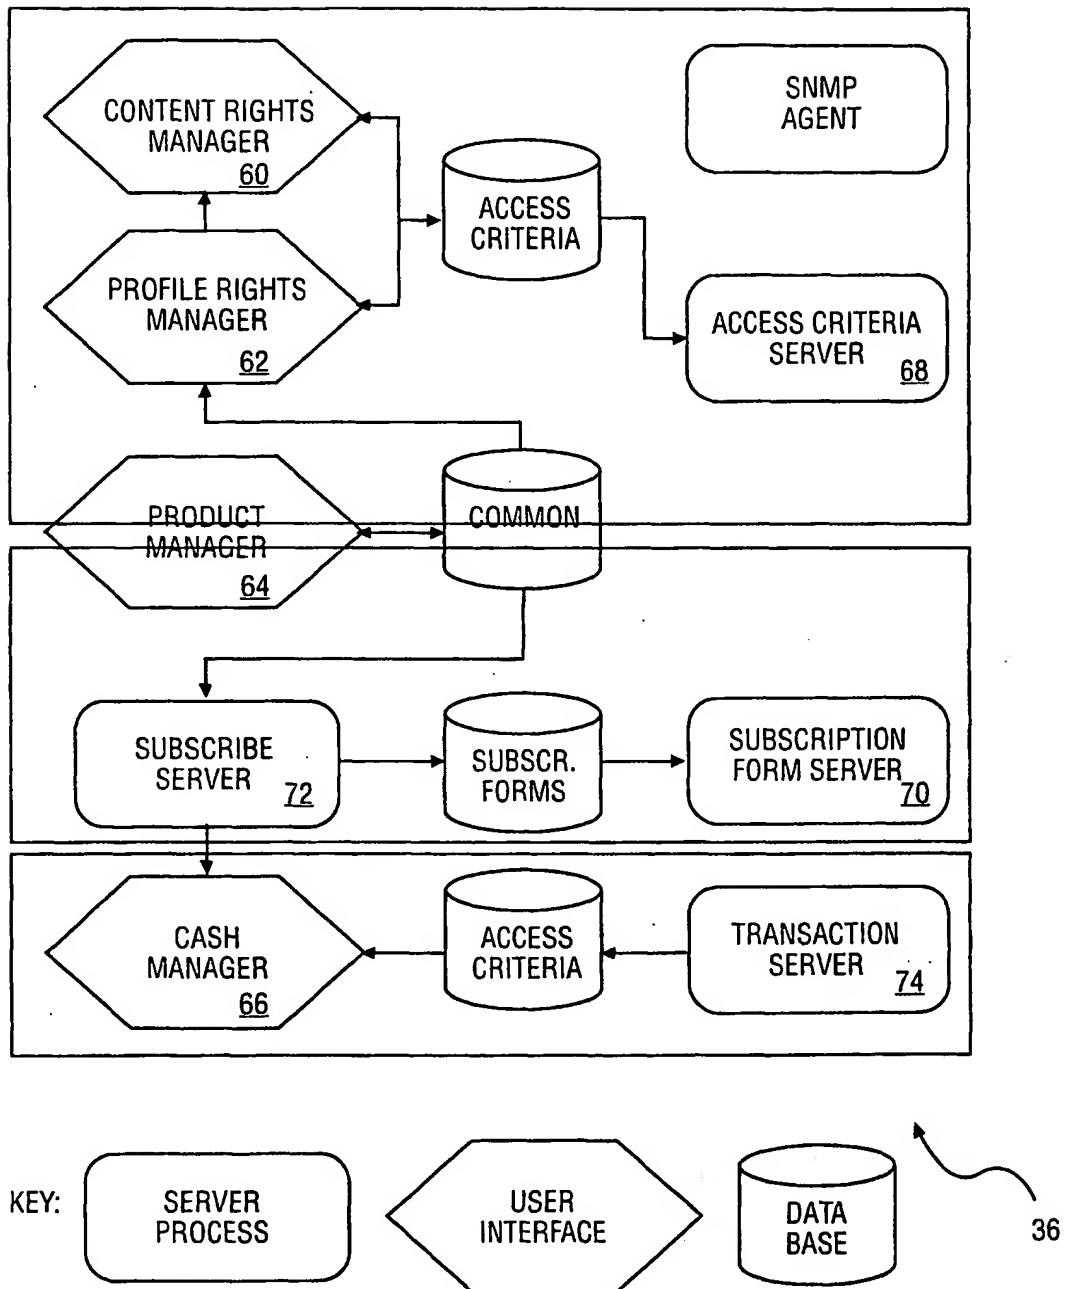 CONTENT RIGHTS
MANAGER
60
SNMP
AGENT
ACCESS
CRITERIA
PROFILE RIGHTS
MANAGER
62
ACCESS CRITERIA
SERVER
68
PRODUCT
MANAGER
64
COMMON
SUBSCRIBE
SERVER
72
SUBSCR.
FORMS
SUBSCRIPTION
FORM SERVER
70
CASH
MANAGER
66
ACCESS
CRITERIA
TRANSACTION
SERVER
74
KEY:
SERVER
PROCESS
USER
INTERFACE
DATA
BASE
36